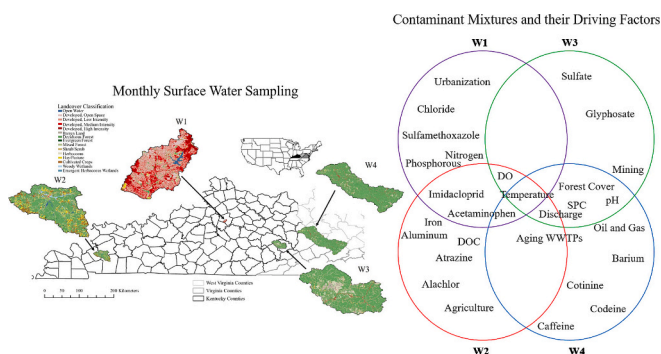 Contaminant Mixtures and their Driving Factors
Monthly Surface Water Sampling
Landcover Classification
Open Water
Developed, Open Space
Developed, Low Intensity
Developed, Medium Intensity
Developed, High Intensity
Barren Land
Deciduous Forest
Evergreen Forest
Mixed Forest
Shrub/Scrub
Herbaceous
Hay/Pasture
Cultivated Crops
Woody Wetlands
Emergent Herbaceous Wetlands
W1
W2
W4
W3
0 50 100 200 Kilometers
West Virginia Counties
Virginia Counties
Kentucky Counties
W1
W3
Urbanization
Sulfate
Chloride
Glyphosate
Sulfamethoxazole
Phosphorous
Nitrogen
Mining
DO
Imidacloprid
Temperature
Forest Cover
pH
SPC
Acetaminophen
Discharge
Iron
Oil and Gas
Aluminum
DOC
Aging WWTPs
Atrazine
Barium
Alachlor
Cotinine
Agriculture
Codeine
Caffeine
W2
W4